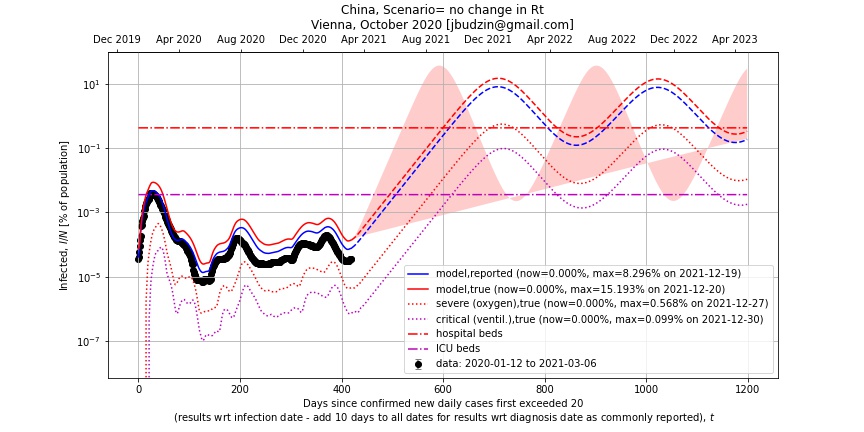 China, Scenario= no change in Rt
Vienna, October 2020 [jbudzin@gmail.com]
Dec 2019 Apr 2020 Aug 2020 Dec 2020 Apr 2021 Aug 2021 Dec 2021 Apr 2022 Aug 2022 Dec 2022 Apr 2023
10^1
10^-1
10^-3
10^-5
10^-7
Infected, I/N [% of population]
model,reported (now=0.000%, max=8.296% on 2021-12-19)
model,true (now=0.000%, max=15.193% on 2021-12-20)
severe (oxygen),true (now=0.000%, max=0.568% on 2021-12-27)
critical (ventil.),true (now=0.000%, max=0.099% on 2021-12-30)
hospital beds
ICU beds
data: 2020-01-12 to 2021-03-06
0 200 400 600 800 1000 1200
Days since confirmed new daily cases first exceeded 20
(results wrt infection date - add 10 days to all dates for results wrt diagnosis date as commonly reported), t